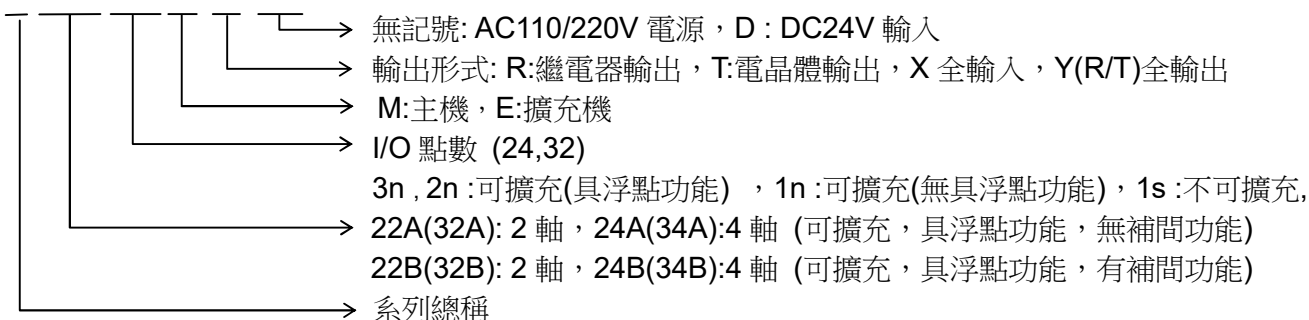 無記號: AC110/220V 電源，D : DC24V 輸入
輸出形式: R:繼電器輸出，T:電晶體輸出，X 全輸入，Y(R/T)全輸出
M:主機，E:擴充機
I/O 點數 (24,32)
3n , 2n :可擴充(具浮點功能) ，1n :可擴充(無具浮點功能)，1s :不可擴充,
22A(32A): 2 軸，24A(34A):4 軸 (可擴充，具浮點功能，無補間功能)
22B(32B): 2 軸，24B(34B):4 軸 (可擴充，具浮點功能，有補間功能)
系列總稱